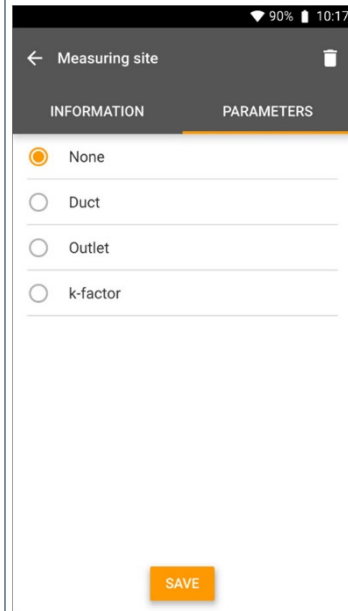 90% 10:17
Measuring site
INFORMATION PARAMETERS
None
Duct
Outlet
k-factor
SAVE